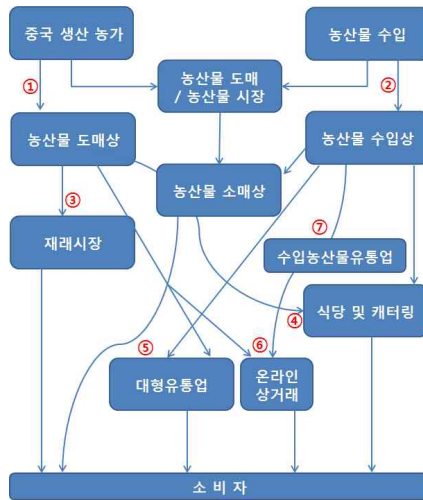 중국 생산 농가
농산물 수입
농산물 도매
/ 농산물 시장
①
②
농산물 도매상
농산물 수입상
농산물 소매상
③
⑦
재래시장
수입농산물유통업
식당 및 캐터링
④
⑤
⑥
대형유통업
온라인
상거래
소 비 자